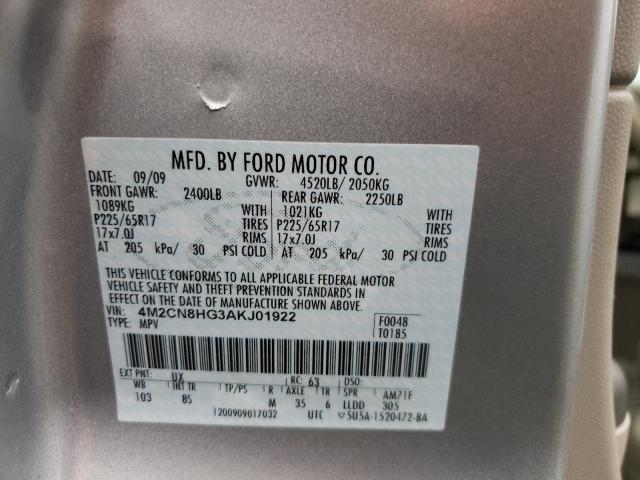 MFD. BY FORD MOTOR CO.
DATE: 09/09 GVWR: 4520LB/ 2050KG
FRONT GAWR: 2400LB REAR GAWR: 2250LB
1089KG WITH 1021KG WITH
P225/65R17 TIRES P225/65R17 TIRES
17x7.0J RIMS 17x7.0J RIMS
AT 205 kPa/ 30 PSI COLD AT 205 kPa/ 30 PSI COLD
THIS VEHICLE CONFORMS TO ALL APPLICABLE FEDERAL MOTOR
VEHICLE SAFETY AND THEFT PREVENTION STANDARDS IN
EFFECT ON THE DATE OF MANUFACTURE SHOWN ABOVE.
VIN: 4M2CN8HG3AKJ01922 F0048
TYPE: MPV T0185
EXT PNT: UX RC: 63 DSO:
WB INT TR TP/PS R AXLE TR SPR AM71F
103 8S M 35 6 LLDD 305
1200909017032 UTC 5U5A-1520472-BA